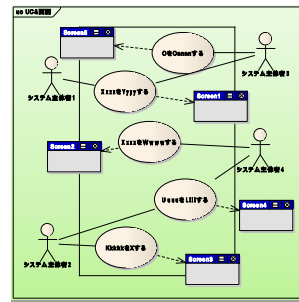 uc UC&画面
Screen5
OをOnnnnする
システム主体者3
システム主体者1
XxxxをYyyyする
Screen1
Screen2
XxxxをWwwwする
システム主体者4
UuuuをLlllする
Screen4
システム主体者2
KkkkkをXする
Screen3